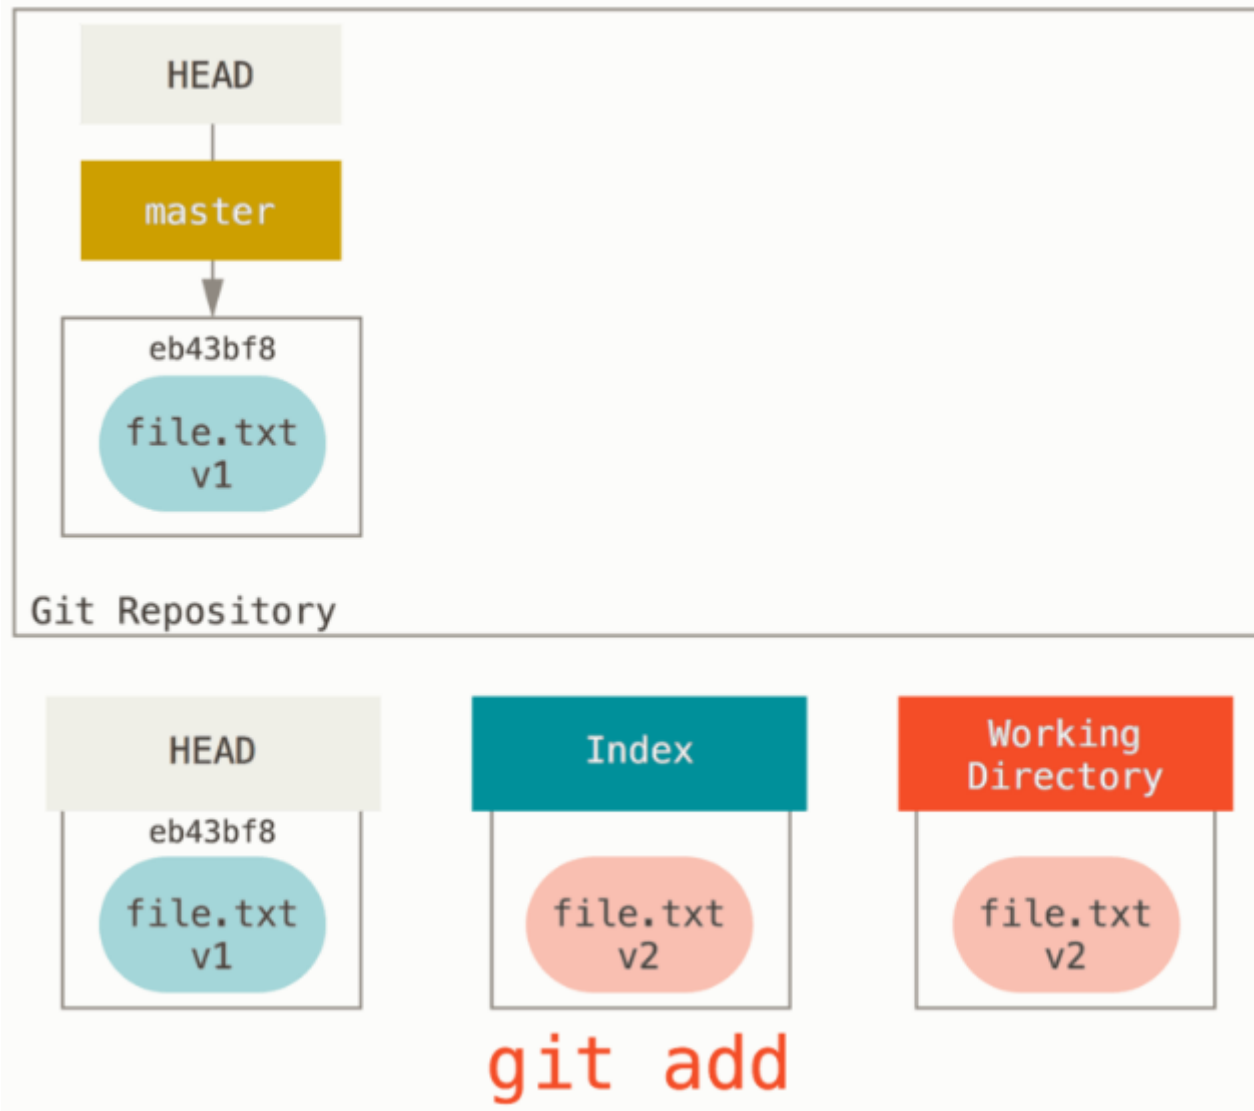 HEAD
master
eb43bf8
file.txt
v1
Git Repository
HEAD
eb43bf8
file.txt
v1
Index
file.txt
v2
Working
Directory
file.txt
v2
git add